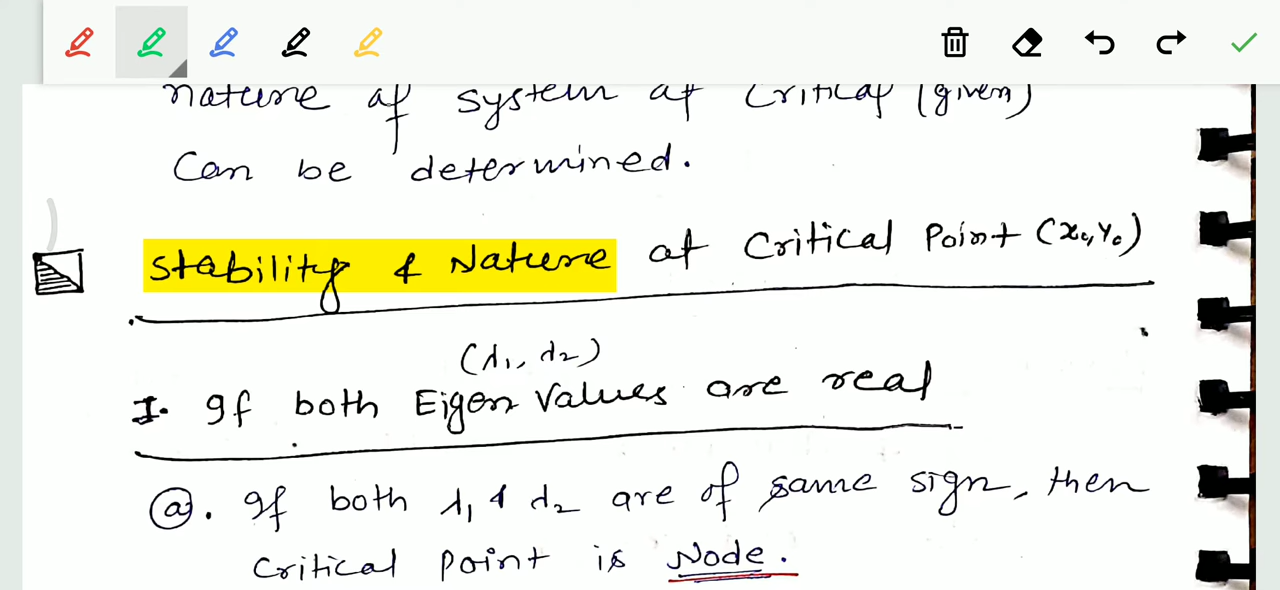 nature of system at Critical (given)
Can be determined.
Stability & Nature at Critical Point (x₀,y₀)
(λ₁, λ₂)
I. If both Eigen Values are real
(a). If both λ₁ & λ₂ are of same sign, then
Critical Point is Node.